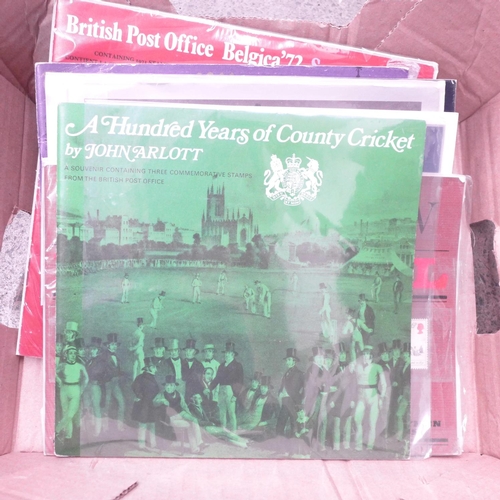 British Post Office Belgica '72
A Hundred Years of County Cricket
by JOHN ARLOTT
A SOUVENIR CONTAINING THREE COMMEMORATIVE STAMPS
FROM THE BRITISH POST OFFICE